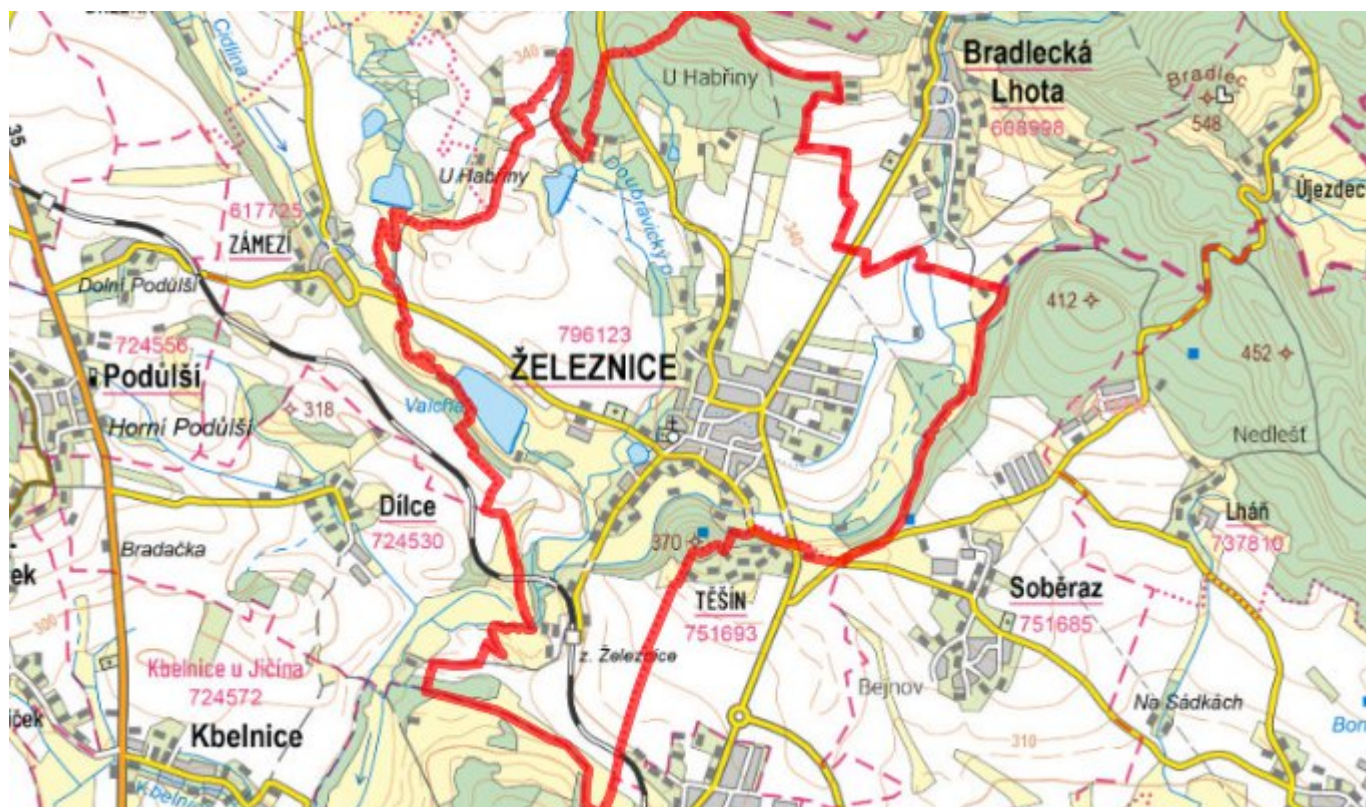 Cidlina
340
U Habřiny
Bradlecká
Lhota
608998
Bradlec
548
35
U Habřiny
Doubravický p.
Újezdec
617725
ZÁMEZÍ
340
Dolní Podůlší
412
724556
796123
Podůlší
ŽELEZNICE
452
318
Valcha
Horní Podůlší
Nedlešť
Dílce
Lháň
724530
370
737810
Bradačka
TĚŠÍN
Soběraz
751693
751685
300
Kbelnice u Jičína
z. Železnice
724572
Bejnov
Na Sádkách
Kbelnice
310